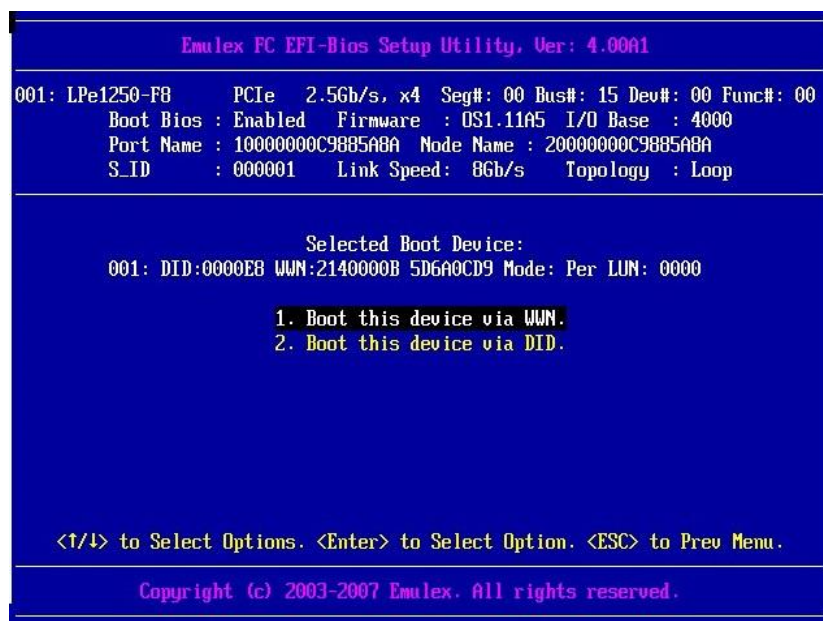 Emulex FC EFI-Bios Setup Utility, Ver: 4.00A1
001: LPe1250-F8 PCIe 2.5Gb/s, x4 Seg#: 00 Bus#: 15 Dev#: 00 Func#: 00
Boot Bios : Enabled Firmware : OS1.11A5 I/O Base : 4000
Port Name : 10000000C9885A8A Node Name : 20000000C9885A8A
S_ID : 000001 Link Speed: 8Gb/s Topology : Loop
Selected Boot Device:
001: DID:0000E8 WWN:2140000B 5D6A0CD9 Mode: Per LUN: 0000
1. Boot this device via WWN.
2. Boot this device via DID.
<↑/↓> to Select Options. <Enter> to Select Option. <ESC> to Prev Menu.
Copyright (c) 2003-2007 Emulex. All rights reserved.